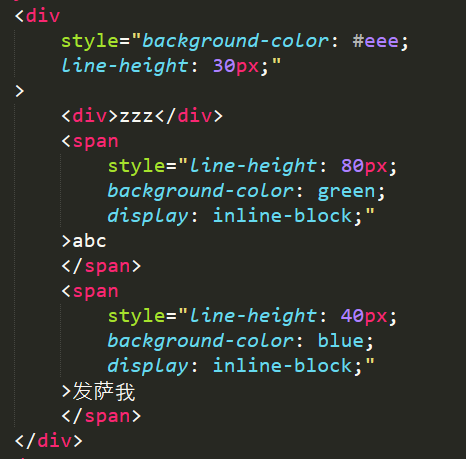 <div
style="background-color: #eee;
line-height: 30px;"
>
<div>zzz</div>
<span
style="line-height: 80px;
background-color: green;
display: inline-block;"
>abc
</span>
<span
style="line-height: 40px;
background-color: blue;
display: inline-block;"
>发萨我
</span>
</div>